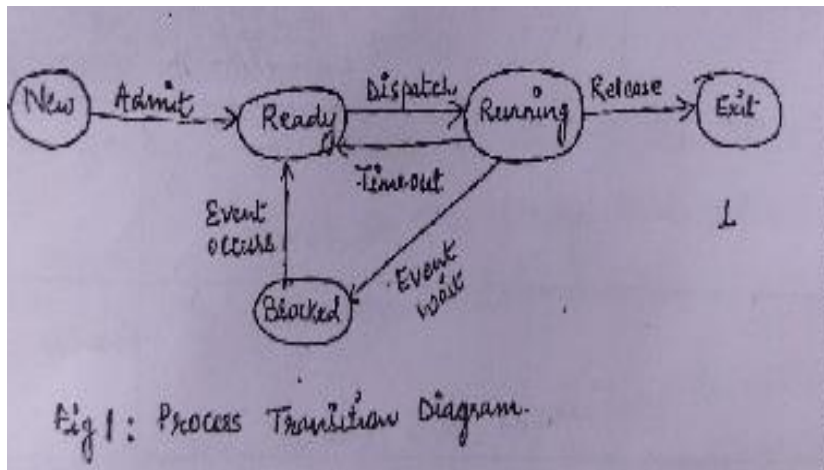 New
Admit
Ready
Dispatch
Running
Release
Exit
Timeout
Event
occurs
Event
wait
Blocked
1
Fig 1: Process Transition Diagram.